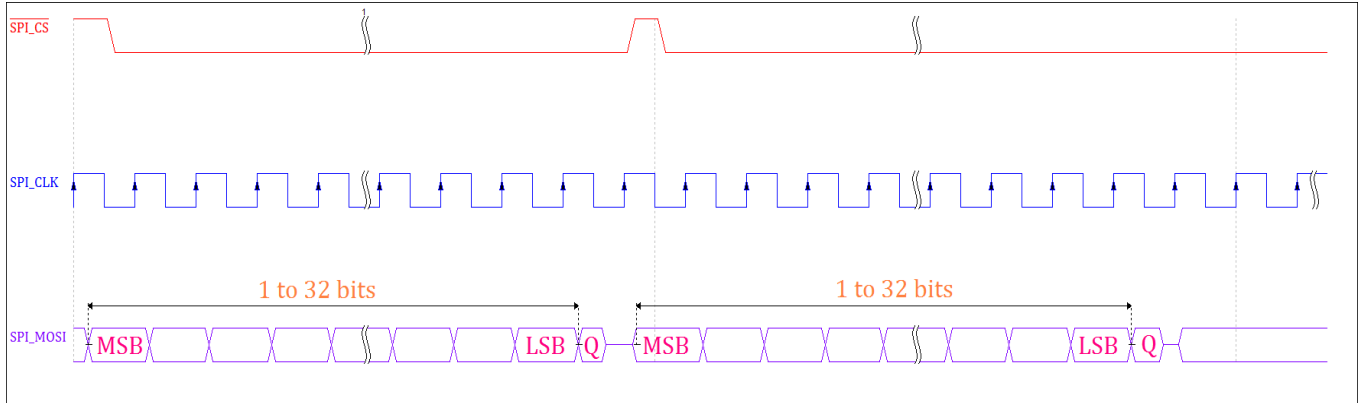 SPI_CS
1
SPI_CLK
1 to 32 bits
1 to 32 bits
SPI_MOSI
MSB
LSB
Q
MSB
LSB
Q